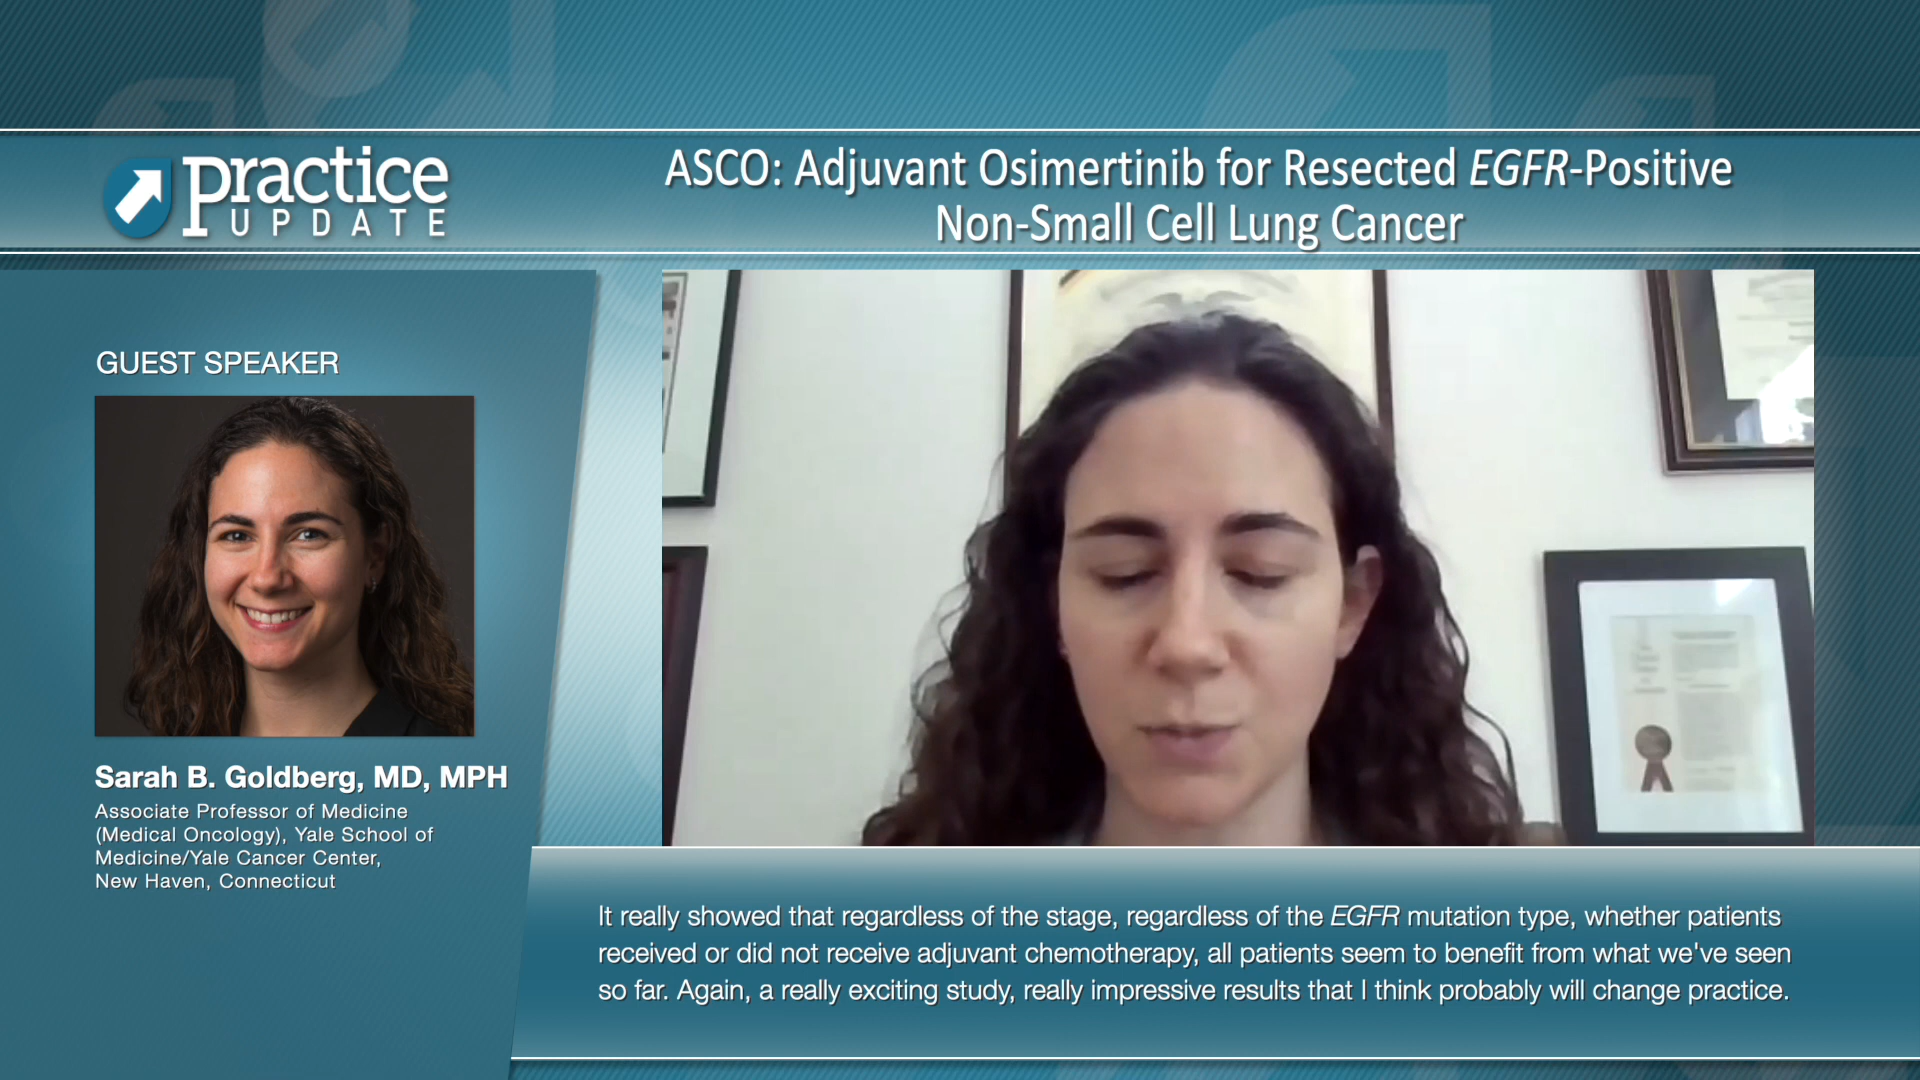 practice
UPDATE
ASCO: Adjuvant Osimertinib for Resected EGFR-Positive
Non-Small Cell Lung Cancer
GUEST SPEAKER
Sarah B. Goldberg, MD, MPH
Associate Professor of Medicine
(Medical Oncology), Yale School of
Medicine/Yale Cancer Center,
New Haven, Connecticut
It really showed that regardless of the stage, regardless of the EGFR mutation type, whether patients
received or did not receive adjuvant chemotherapy, all patients seem to benefit from what we've seen
so far. Again, a really exciting study, really impressive results that I think probably will change practice.